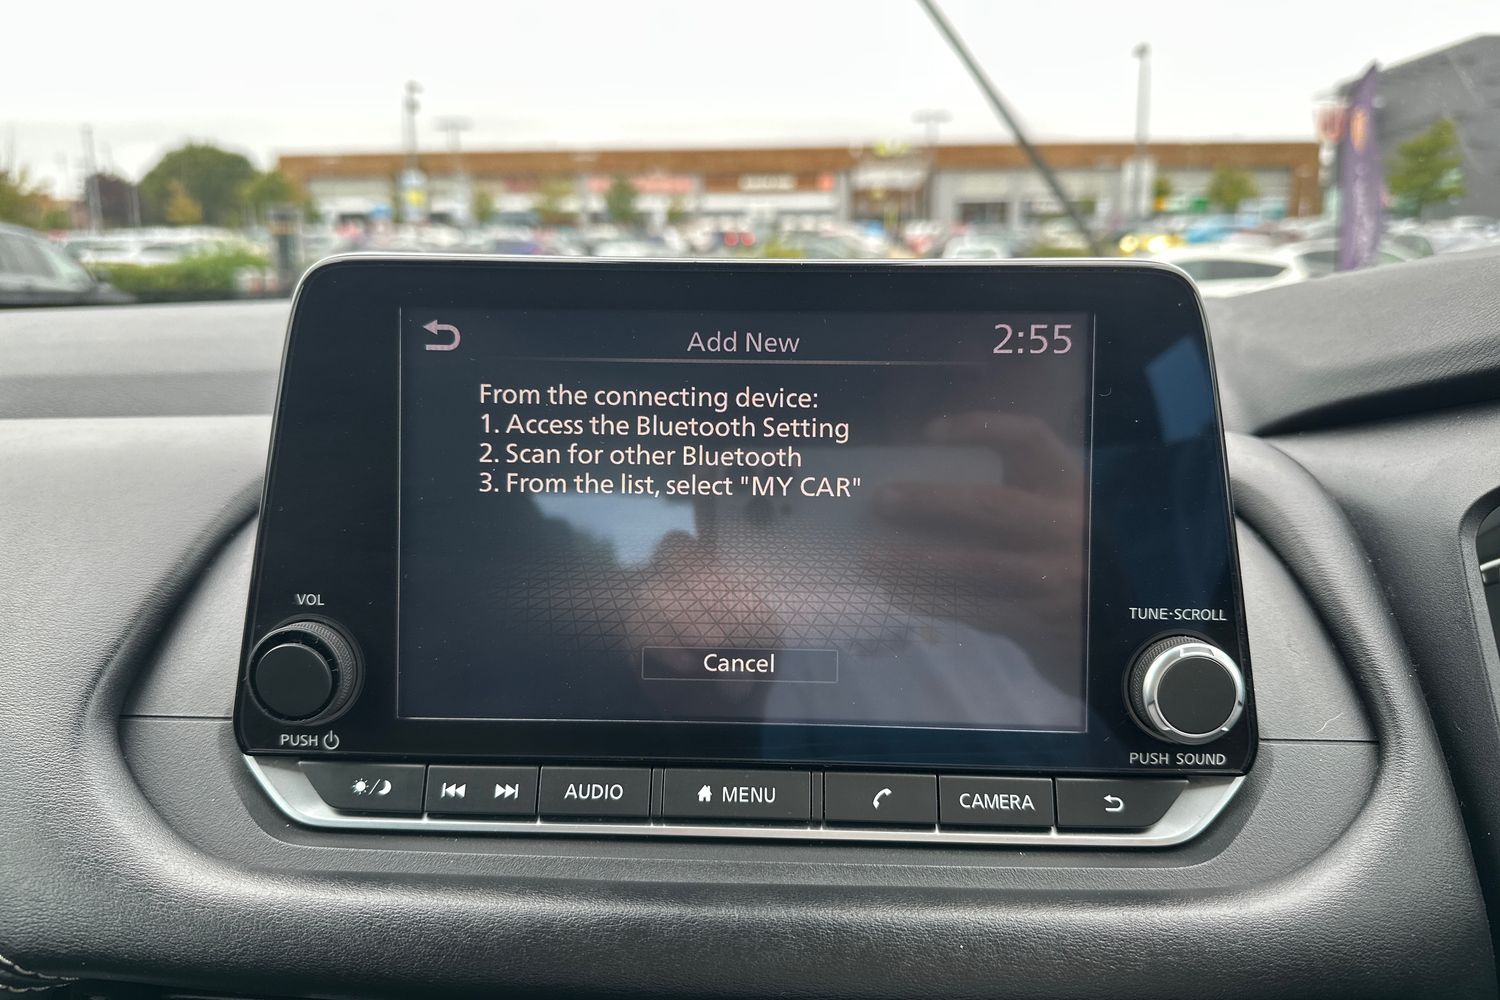 Add New
2:55
From the connecting device:
1. Access the Bluetooth Setting
2. Scan for other Bluetooth
3. From the list, select "MY CAR"
Cancel
VOL
PUSH
TUNE·SCROLL
PUSH SOUND
AUDIO
MENU
CAMERA